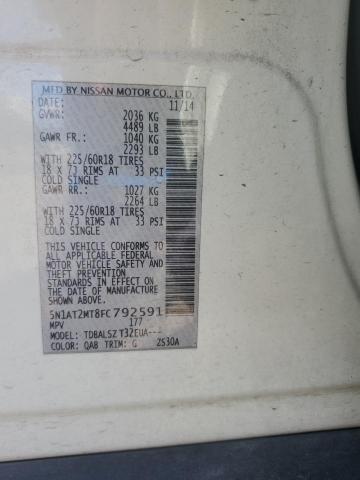 MFD BY NISSAN MOTOR CO., LTD.
DATE: 11/14
GVWR: 2036 KG
4489 LB
GAWR FR.: 1040 KG
2293 LB
WITH 225/60R18 TIRES
18 X 7J RIMS AT 33 PSI
COLD SINGLE
GAWR RR.: 1027 KG
2264 LB
WITH 225/60R18 TIRES
18 X 7J RIMS AT 33 PSI
COLD SINGLE
THIS VEHICLE CONFORMS TO
ALL APPLICABLE FEDERAL
MOTOR VEHICLE SAFETY
AND THEFT PREVENTION
STANDARDS IN EFFECT ON
THE DATE OF MANUFACTURE
SHOWN ABOVE.
5N1AT2MT8FC792591
MPV 177
MODEL: TDBALSZ T32EUA---
COLOR: QAB TRIM: G ZS30A